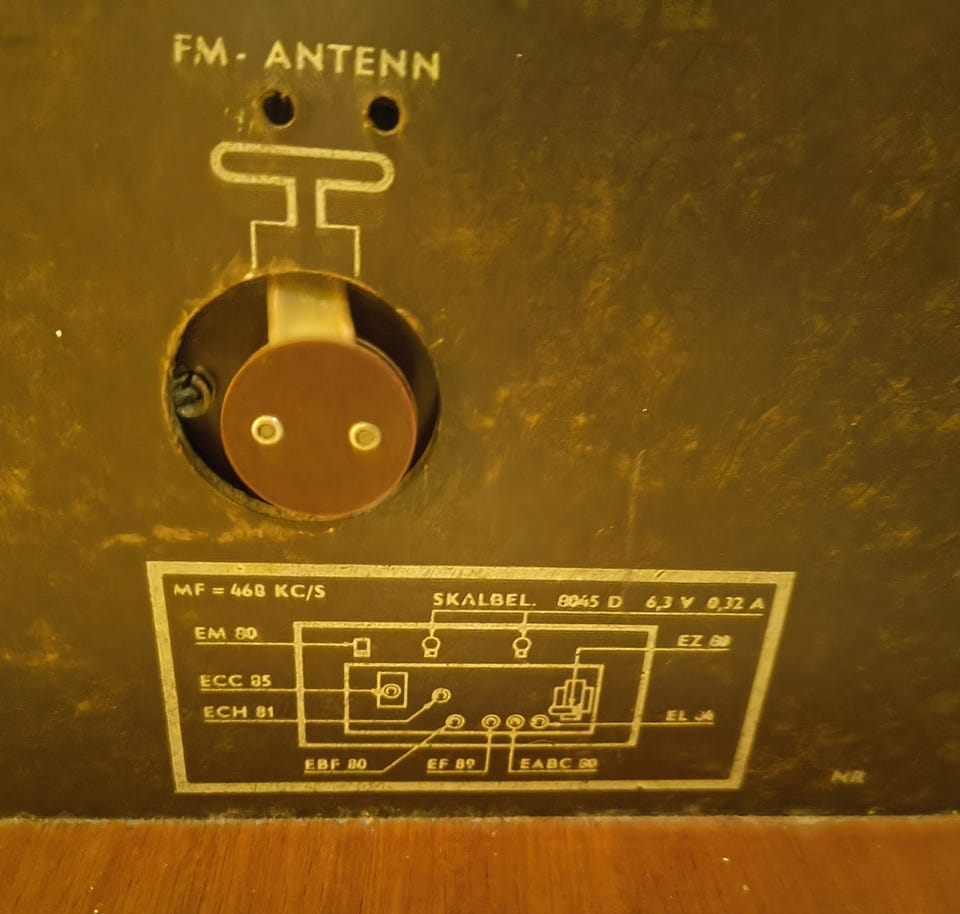 FM - ANTENN
MF = 468 KC/S
SKALBEL. 8045 D 6,3 V 0,32 A
EM 80
EZ 80
ECC 85
ECH 81
EL
EBF 80
EF 89
EABC 80